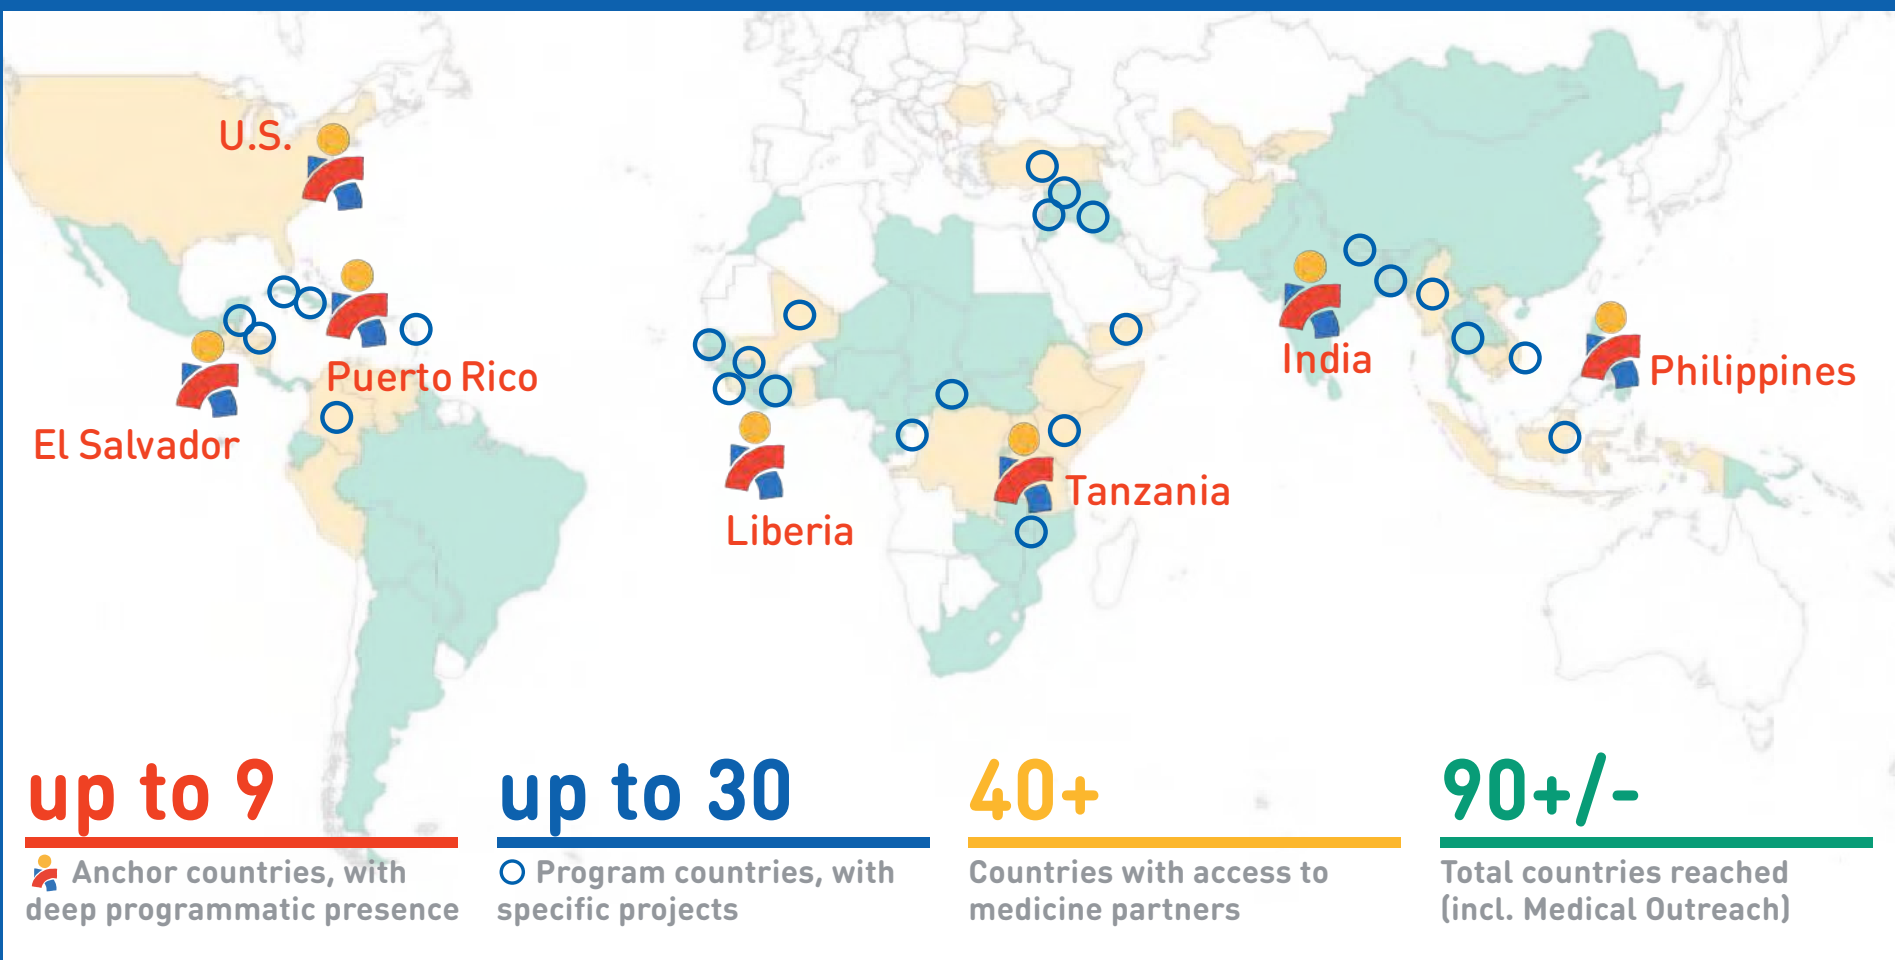 U.S.
Puerto Rico
El Salvador
Liberia
Tanzania
India
Philippines
up to 9
Anchor countries, with
deep programmatic presence
up to 30
Program countries, with
specific projects
40+
Countries with access to
medicine partners
90+/-
Total countries reached
(incl. Medical Outreach)